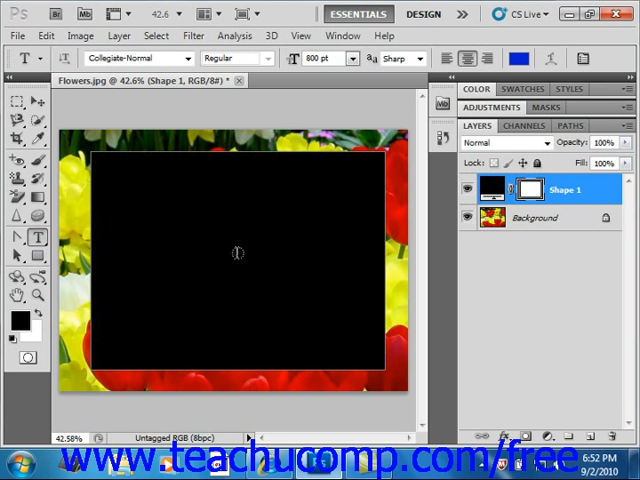 Ps Br Mb 42.6 ESSENTIALS DESIGN CS Live
File Edit Image Layer Select Filter Analysis 3D View Window Help
T Collegiate-Normal Regular T 800 pt aa Sharp
Flowers.jpg @ 42.6% (Shape 1, RGB/8#) *
COLOR SWATCHES STYLES
Mb
ADJUSTMENTS MASKS
LAYERS CHANNELS PATHS
Normal Opacity: 100%
Lock: Fill: 100%
Shape 1
Background
T
42.58% Untagged RGB (8bpc)
fx
www.teachucomp.com/free
6:52 PM
9/2/2010